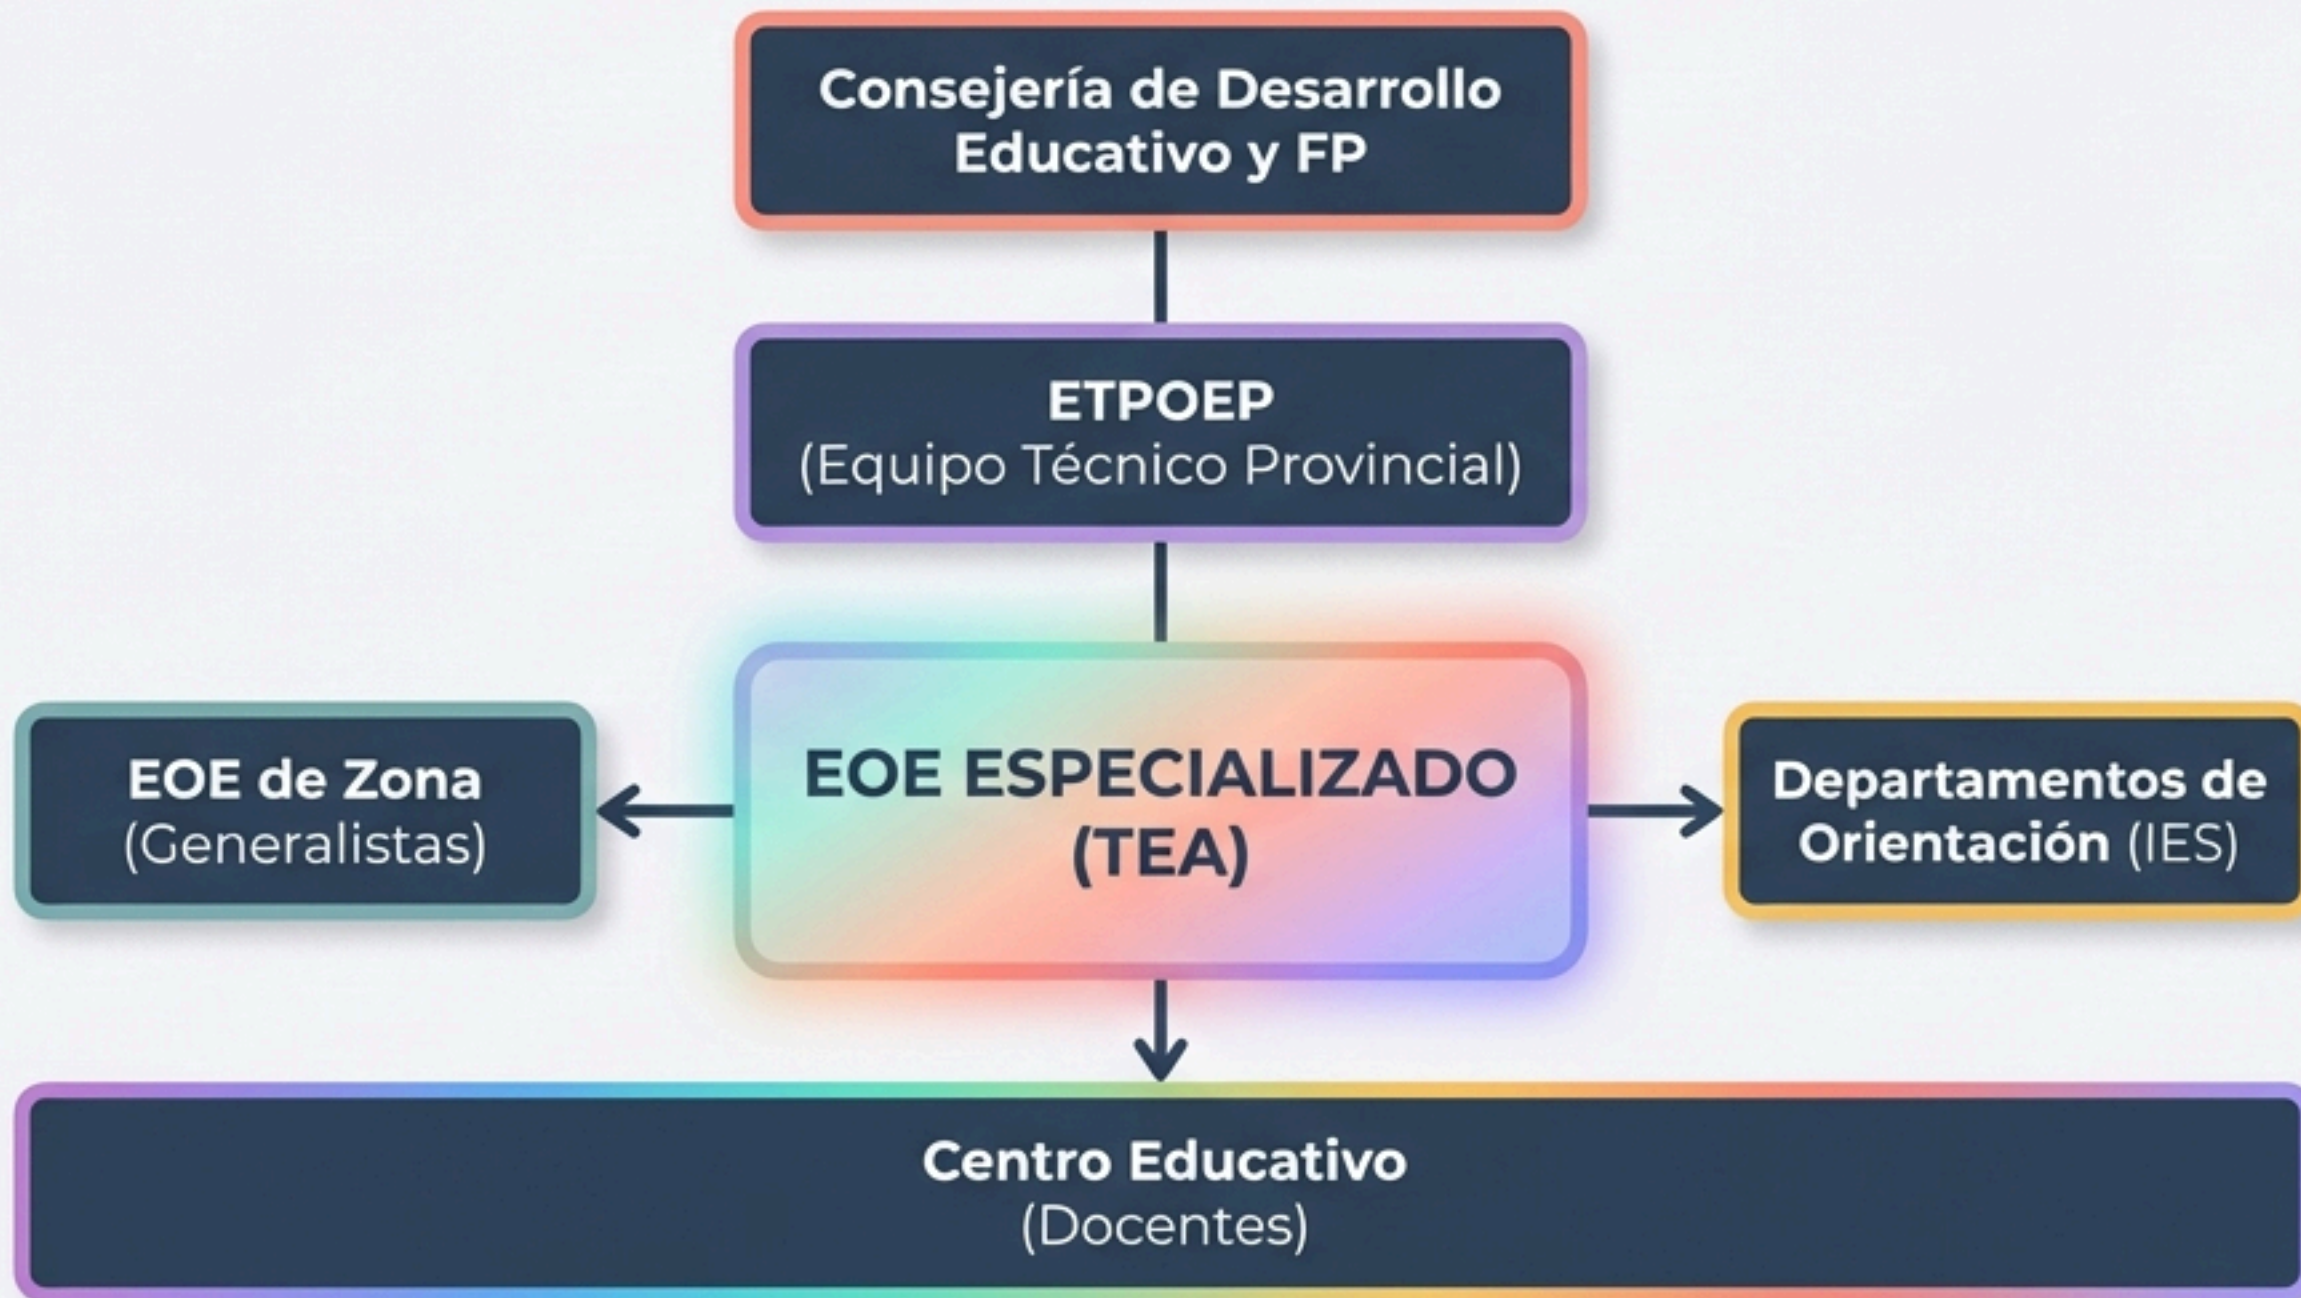 Consejería de Desarrollo
Educativo y FP
ETPOEP
(Equipo Técnico Provincial)
EOE ESPECIALIZADO
(TEA)
EOE de Zona
(Generalistas)
Departamentos de
Orientación (IES)
Centro Educativo
(Docentes)